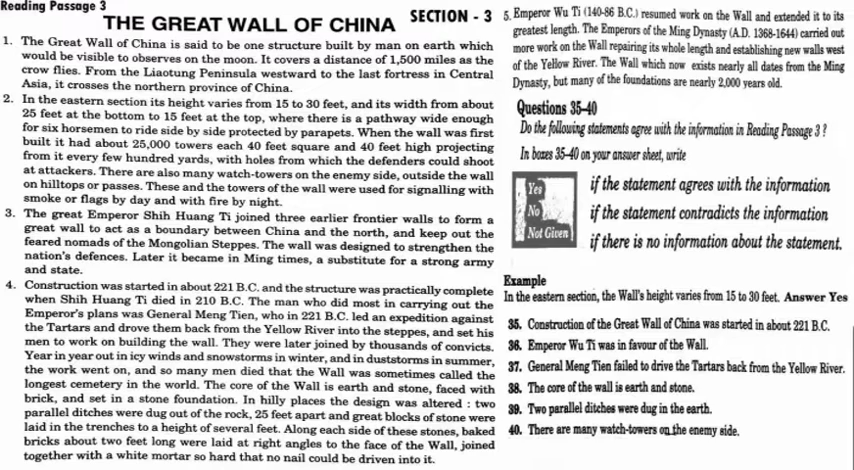 Reading Passage 3
THE GREAT WALL OF CHINA
SECTION - 3
1. The Great Wall of China is said to be one structure built by man on earth which
would be visible to observes on the moon. It covers a distance of 1,500 miles as the
crow flies. From the Liaotung Peninsula westward to the last fortress in Central
Asia, it crosses the northern province of China.
2. In the eastern section its height varies from 15 to 30 feet, and its width from about
25 feet at the bottom to 15 feet at the top, where there is a pathway wide enough
for six horsemen to ride side by side protected by parapets. When the wall was first
built it had about 25,000 towers each 40 feet square and 40 feet high projecting
from it every few hundred yards, with holes from which the defenders could shoot
at attackers. There are also many watch-towers on the enemy side, outside the wall
on hilltops or passes. These and the towers of the wall were used for signalling with
smoke or flags by day and with fire by night.
3. The great Emperor Shih Huang Ti joined three earlier frontier walls to form a
great wall to act as a boundary between China and the north, and keep out the
feared nomads of the Mongolian Steppes. The wall was designed to strengthen the
nation's defences. Later it became in Ming times, a substitute for a strong army
and state.
4. Construction was started in about 221 B.C. and the structure was practically complete
when Shih Huang Ti died in 210 B.C. The man who did most in carrying out the
Emperor's plans was General Meng Tien, who in 221 B.C. led an expedition against
the Tartars and drove them back from the Yellow River into the steppes, and set his
men to work on building the wall. They were later joined by thousands of convicts.
Year in year out in icy winds and snowstorms in winter, and in duststorms in summer,
the work went on, and so many men died that the Wall was sometimes called the
longest cemetery in the world. The core of the Wall is earth and stone, faced with
brick, and set in a stone foundation. In hilly places the design was altered : two
parallel ditches were dug out of the rock, 25 feet apart and great blocks of stone were
laid in the trenches to a height of several feet. Along each side of these stones, baked
bricks about two feet long were laid at right angles to the face of the Wall, joined
together with a white mortar so hard that no nail could be driven into it.
5. Emperor Wu Ti (140-86 B.C.) resumed work on the Wall and extended it to its
greatest length. The Emperors of the Ming Dynasty (A.D. 1368-1644) carried out
more work on the Wall repairing its whole length and establishing new walls west
of the Yellow River. The Wall which now exists nearly all dates from the Ming
Dynasty, but many of the foundations are nearly 2,000 years old.
Questions 35-40
Do the following statements agree with the information in Reading Passage 3 ?
In boxes 35-40 on your answer sheet, write
Yes if the statement agrees with the information
No if the statement contradicts the information
Not Given if there is no information about the statement.
Example
In the eastern section, the Wall's height varies from 15 to 30 feet. Answer Yes
35. Construction of the Great Wall of China was started in about 221 B.C.
36. Emperor Wu Ti was in favour of the Wall.
37. General Meng Tien failed to drive the Tartars back from the Yellow River.
38. The core of the wall is earth and stone.
39. Two parallel ditches were dug in the earth.
40. There are many watch-towers on the enemy side.